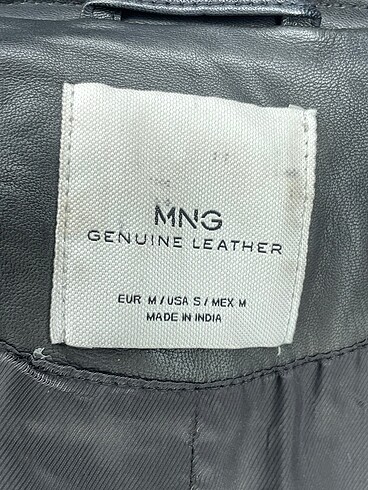 MNG
GENUINE LEATHER
EUR M / USA S / MEX M
MADE IN INDIA